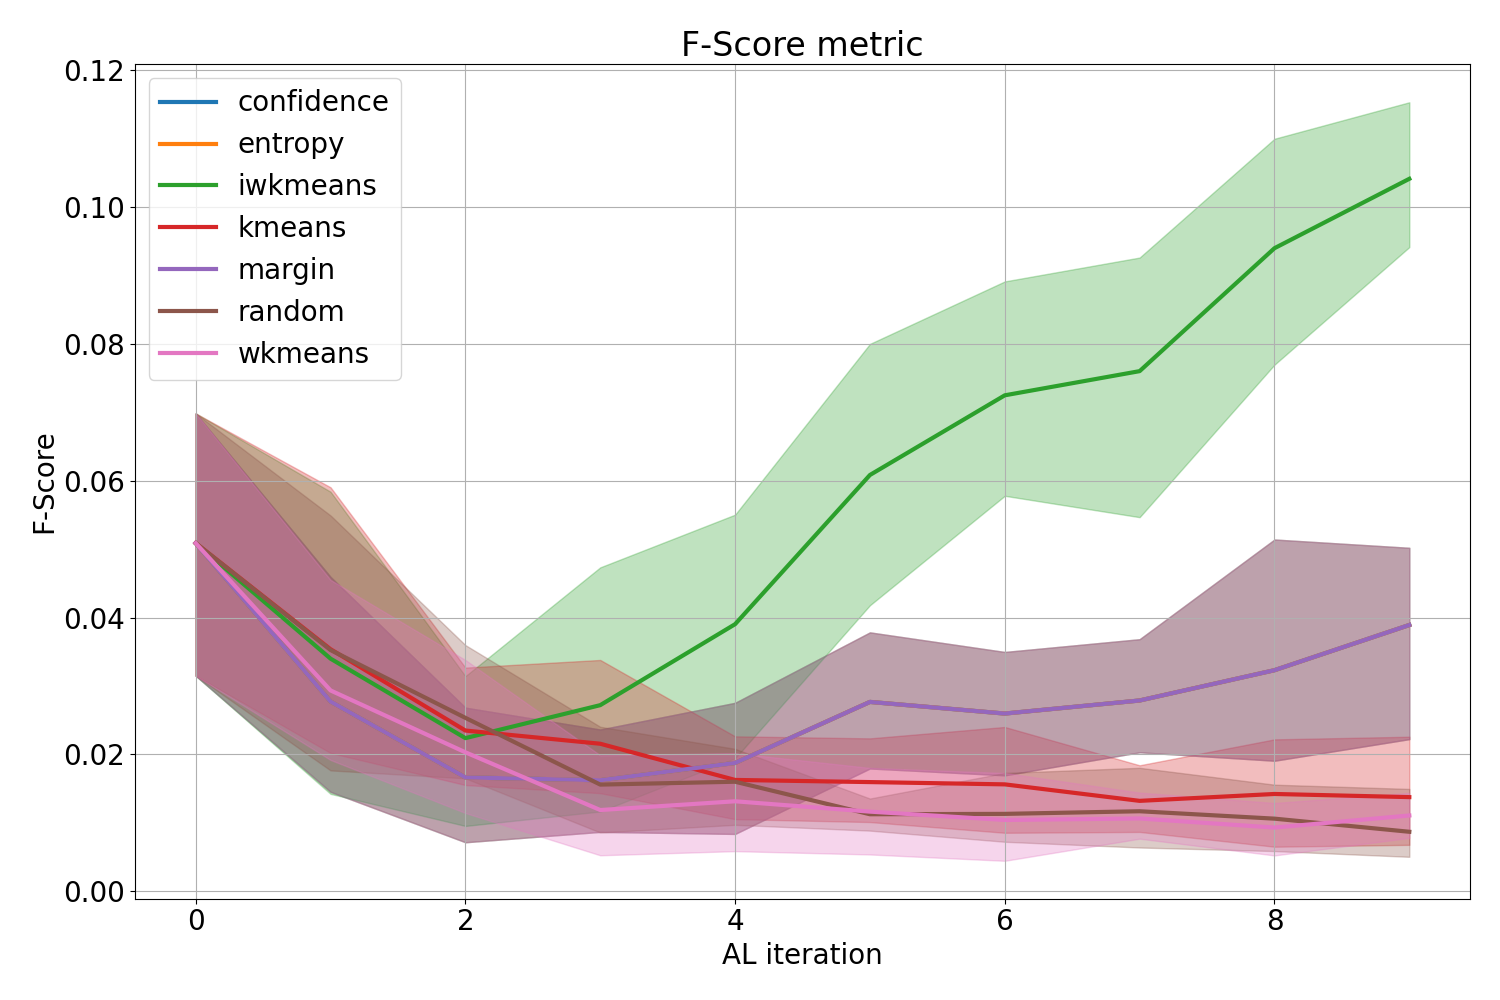 F-Score metric
0.12
0.10
0.08
0.06
0.04
0.02
0.00
F-Score
confidence
entropy
iwkmeans
kmeans
margin
random
wkmeans
0 2 4 6 8
AL iteration